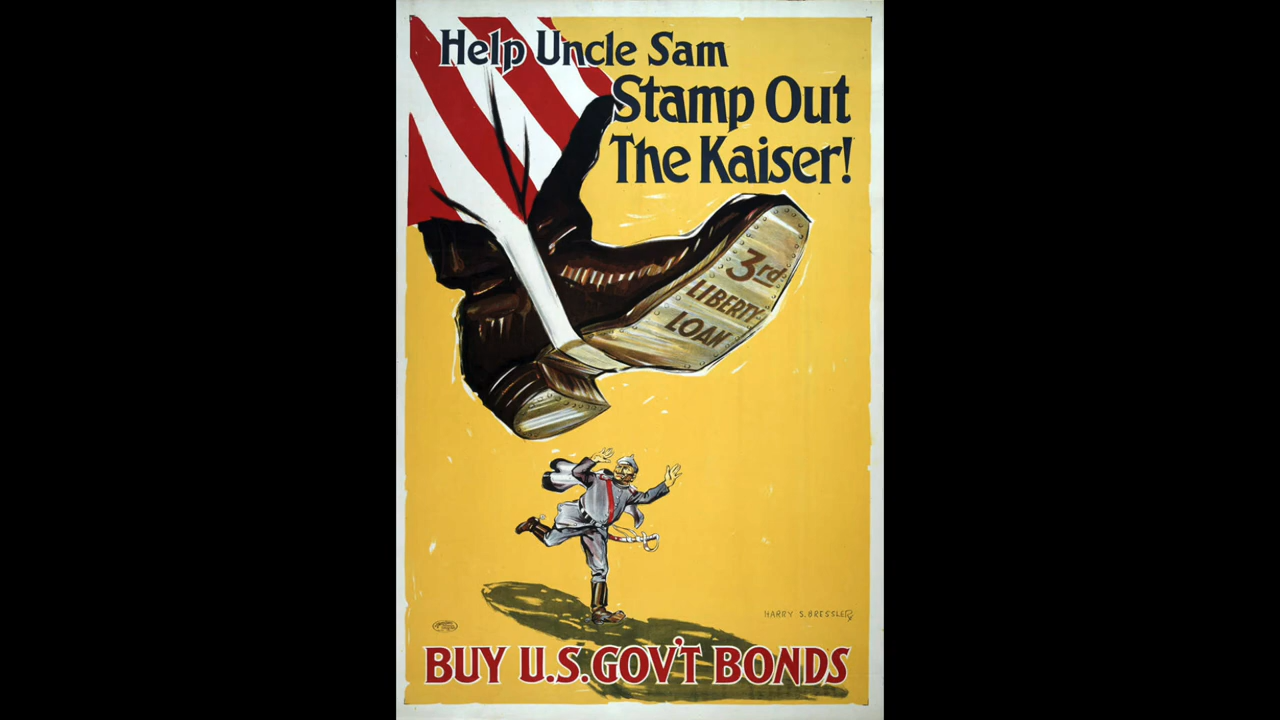 Help Uncle Sam
Stamp Out
The Kaiser!
3rd
LIBERTY
LOAN
HARRY S. BRESSLER
BUY U.S. GOV'T BONDS